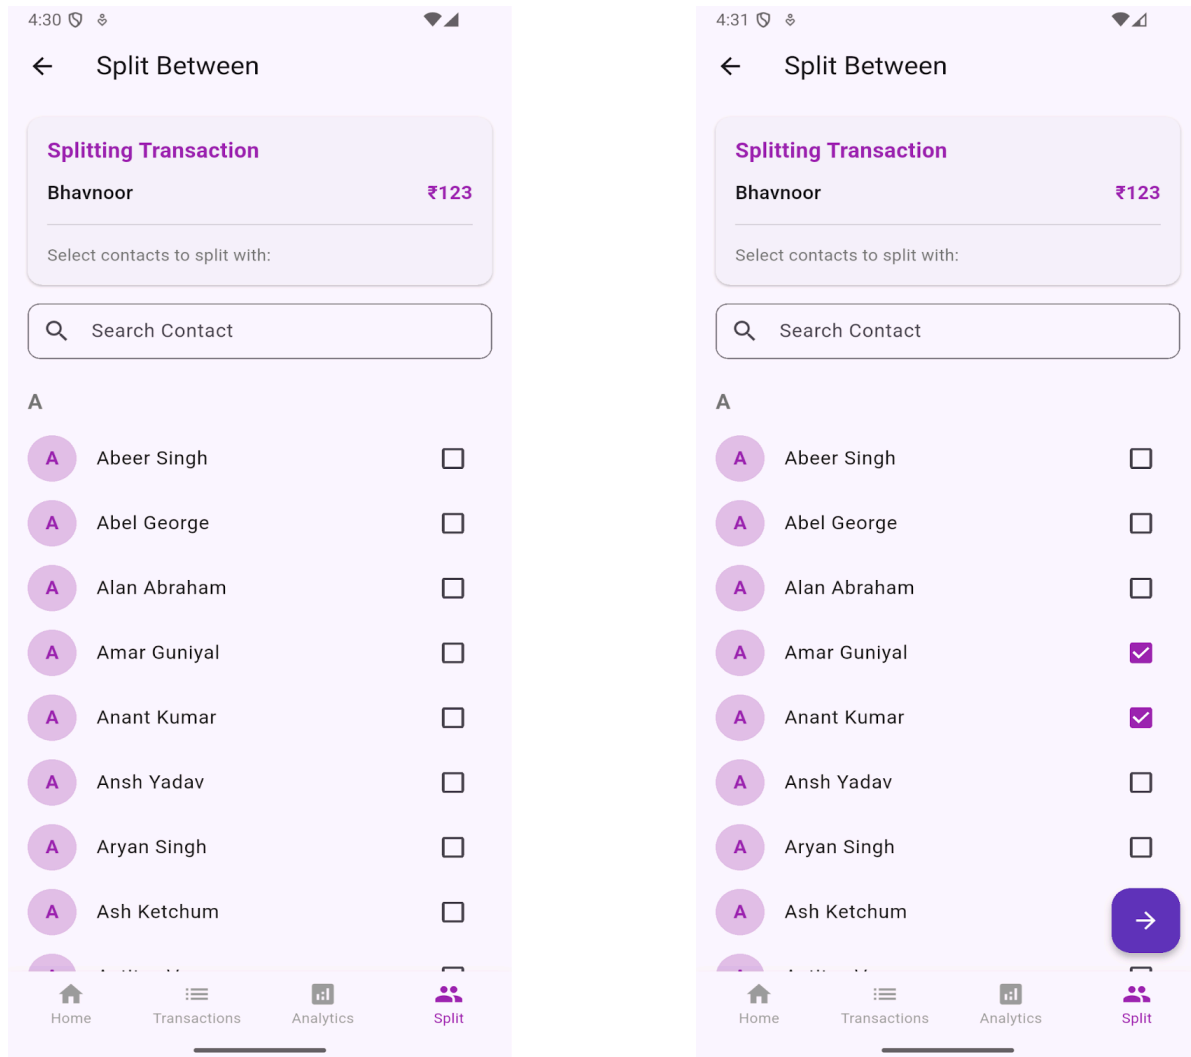 4:30
Split Between
Splitting Transaction
Bhavnoor ₹123
Select contacts to split with:
Search Contact
A
A Abeer Singh
A Abel George
A Alan Abraham
A Amar Guniyal
A Anant Kumar
A Ansh Yadav
A Aryan Singh
A Ash Ketchum
Home Transactions Analytics Split
4:31
Split Between
Splitting Transaction
Bhavnoor ₹123
Select contacts to split with:
Search Contact
A
A Abeer Singh
A Abel George
A Alan Abraham
A Amar Guniyal
A Anant Kumar
A Ansh Yadav
A Aryan Singh
A Ash Ketchum
Home Transactions Analytics Split